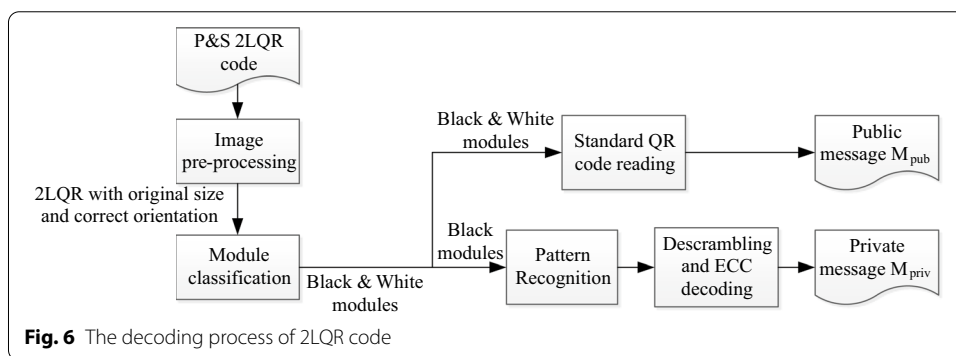 P&S 2LQR
code
Image
pre-processing
2LQR with original size
and correct orientation
Module
classification
Black & White
modules
Black & White
modules
Standard QR
code reading
Public
message M pub
Black
modules
Pattern
Recognition
Descrambling
and ECC
decoding
Private
message M priv
Fig. 6 The decoding process of 2LQR code